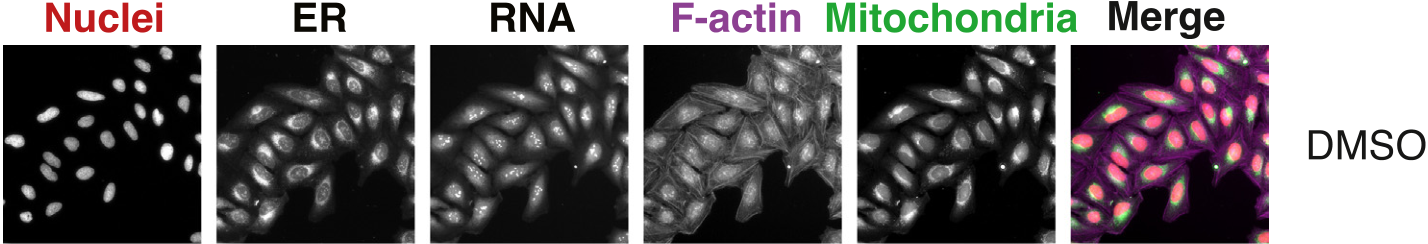 Nuclei ER RNA F-actin Mitochondria Merge
DMSO